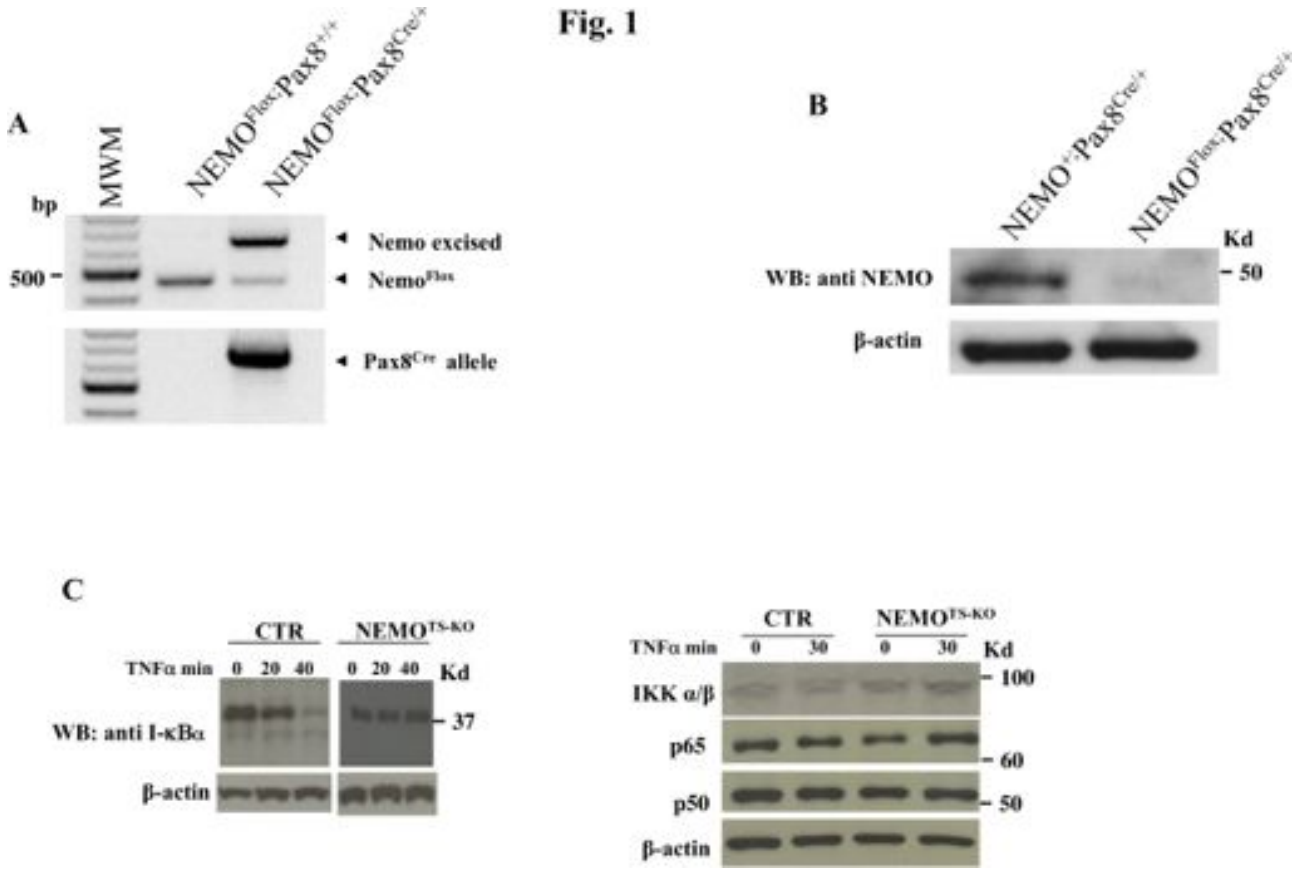 Fig. 1
A
MWM
NEMOFlox;Pax8+/+
NEMOFlox;Pax8Cre/+
bp
500
Nemo excised
NemoFlox
Pax8Cre allele
B
NEMO+;Pax8Cre/+
NEMOFlox;Pax8Cre/+
Kd
WB: anti NEMO
50
β-actin
C
CTR NEMOTS-KO
TNFα min 0 20 40 0 20 40 Kd
WB: anti I-κBα
37
β-actin
CTR NEMOTS-KO
TNFα min 0 30 0 30 Kd
IKK α/β
100
p65
60
p50
50
β-actin